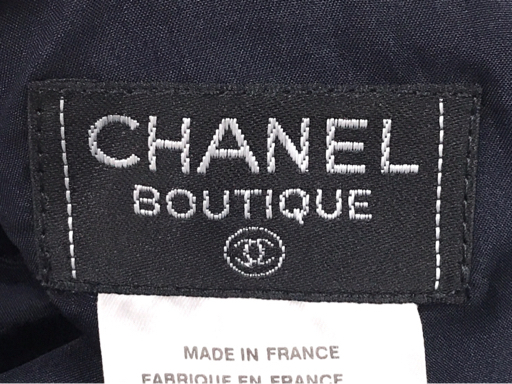 CHANEL
BOUTIQUE
MADE IN FRANCE
FABRIQUE EN FRANCE